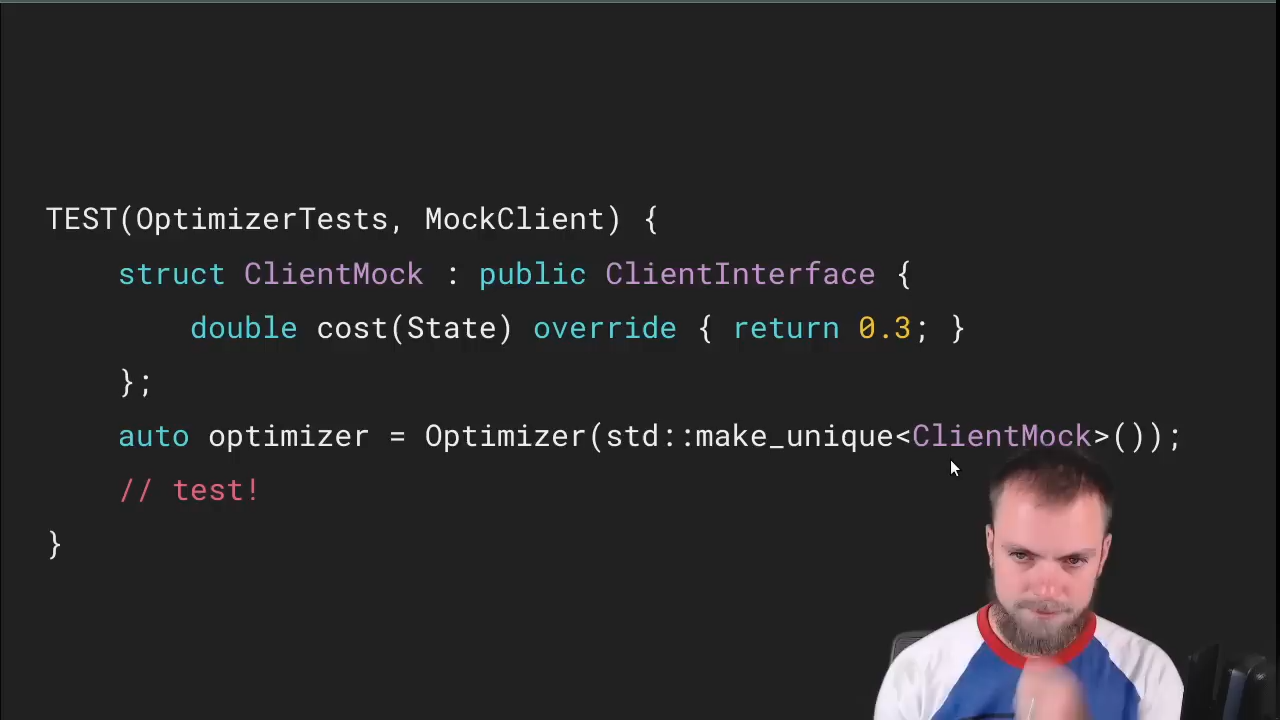 TEST(OptimizerTests, MockClient) {
struct ClientMock : public ClientInterface {
double cost(State) override { return 0.3; }
};
auto optimizer = Optimizer(std::make_unique<ClientMock>());
// test!
}